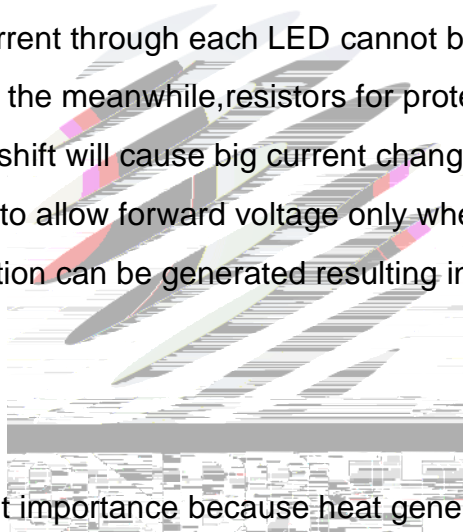 rrent through each LED cannot b
the meanwhile,resistors for prote
shift will cause big current chang
to allow forward voltage only whe
tion can be generated resulting in
t importance because heat gene